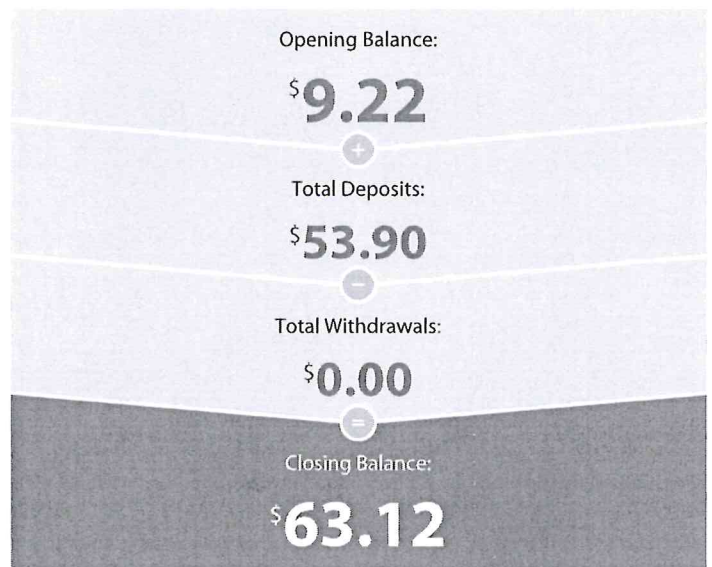 Opening Balance:
$9.22
+
Total Deposits:
$53.90
−
Total Withdrawals:
$0.00
=
Closing Balance:
$63.12